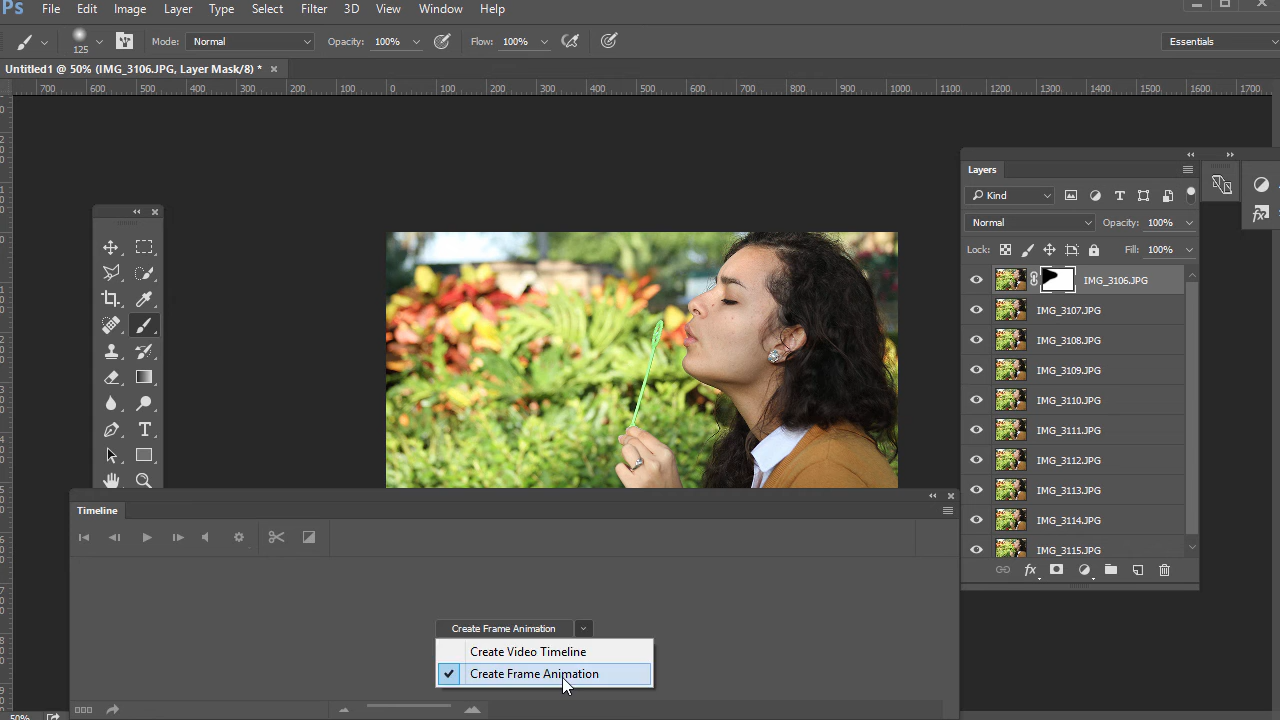 Ps File Edit Image Layer Type Select Filter 3D View Window Help
125 Mode: Normal Opacity: 100% Flow: 100% Essentials
Untitled1 @ 50% (IMG_3106.JPG, Layer Mask/8) *
700 600 500 400 300 200 100 0 100 200 300 400 500 600 700 800 900 1000 1100 1200 1300 1400 1500 1600 1700
Layers
Kind
Normal Opacity: 100%
Lock: Fill: 100%
IMG_3106.JPG
IMG_3107.JPG
IMG_3108.JPG
IMG_3109.JPG
IMG_3110.JPG
IMG_3111.JPG
IMG_3112.JPG
IMG_3113.JPG
IMG_3114.JPG
IMG_3115.JPG
fx
fx
Timeline
Create Frame Animation
Create Video Timeline
Create Frame Animation
50%